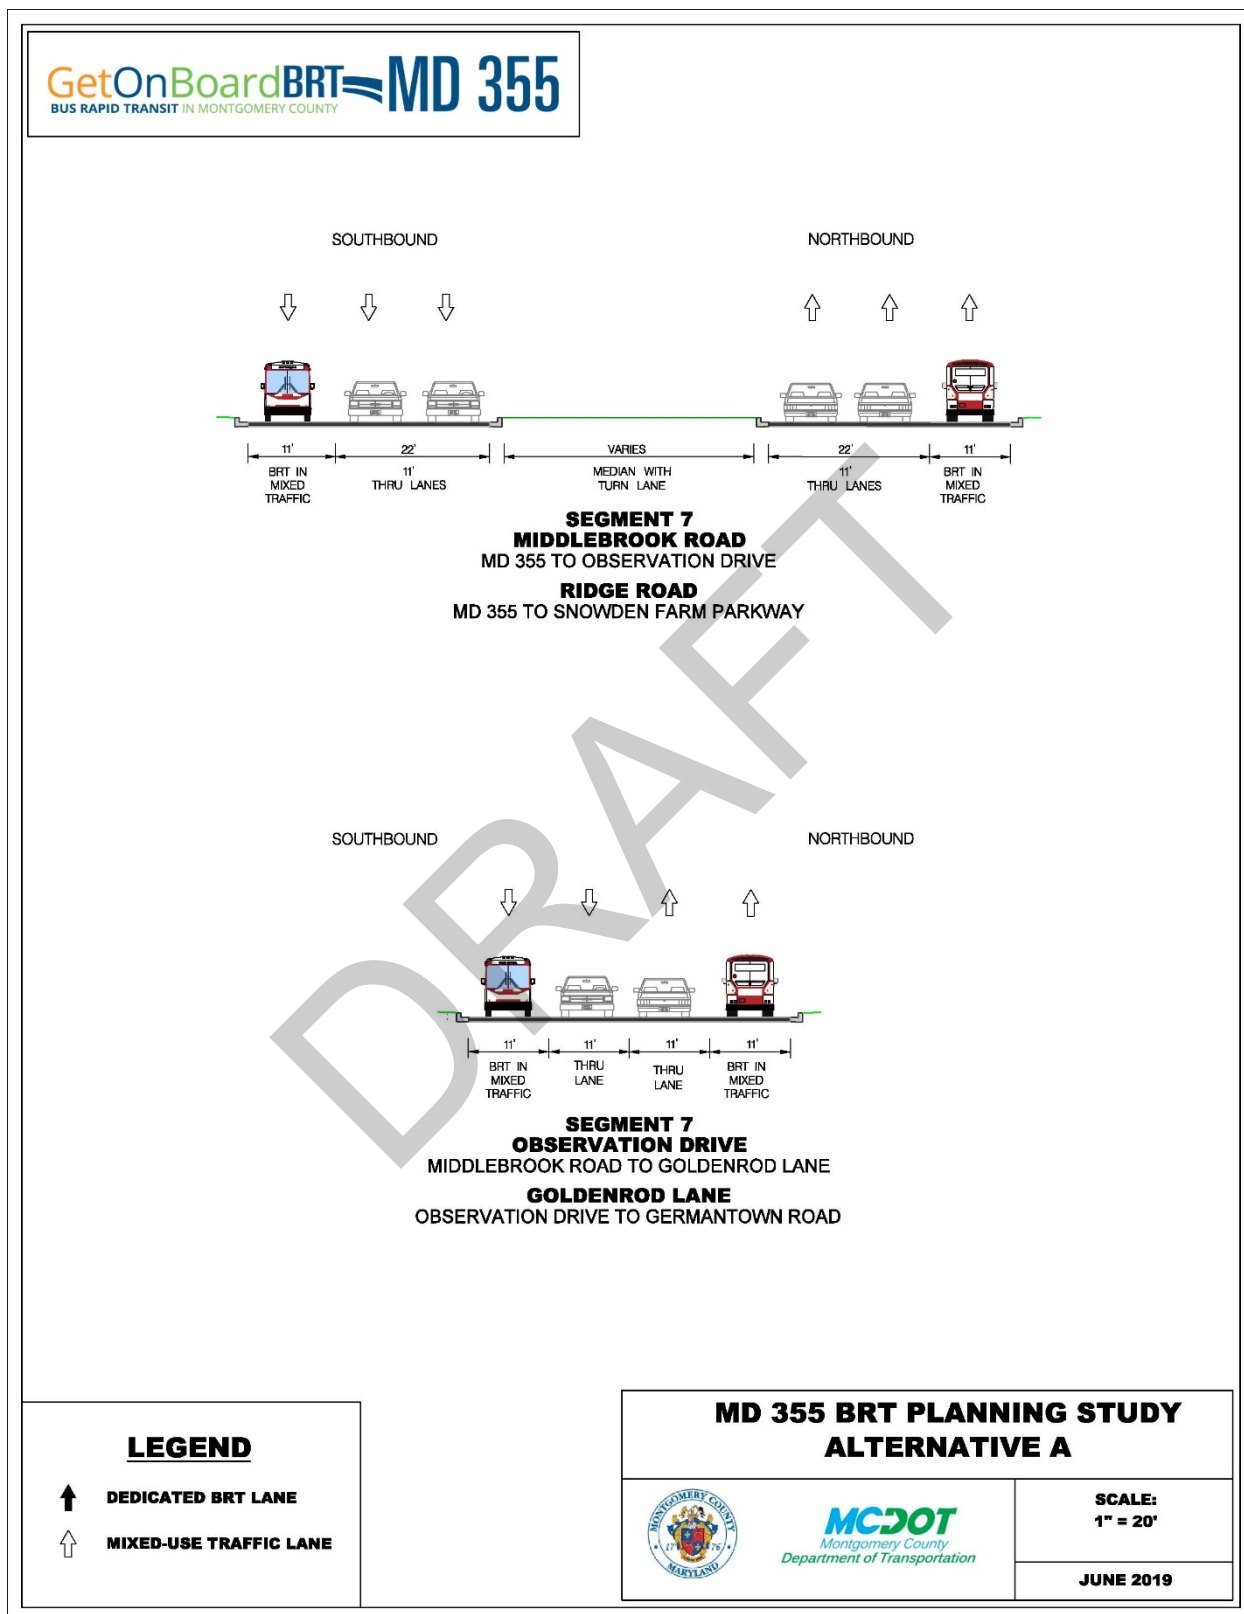 GetOnBoardBRT MD 355
BUS RAPID TRANSIT IN MONTGOMERY COUNTY
SOUTHBOUND NORTHBOUND
11' 22' VARIES 22' 11'
BRT IN MIXED TRAFFIC
11' THRU LANES
MEDIAN WITH TURN LANE
11' THRU LANES
BRT IN MIXED TRAFFIC
SEGMENT 7
MIDDLEBROOK ROAD
MD 355 TO OBSERVATION DRIVE
RIDGE ROAD
MD 355 TO SNOWDEN FARM PARKWAY
DRAFT
SOUTHBOUND NORTHBOUND
11' 11' 11' 11'
BRT IN MIXED TRAFFIC
THRU LANE
THRU LANE
BRT IN MIXED TRAFFIC
SEGMENT 7
OBSERVATION DRIVE
MIDDLEBROOK ROAD TO GOLDENROD LANE
GOLDENROD LANE
OBSERVATION DRIVE TO GERMANTOWN ROAD
LEGEND
DEDICATED BRT LANE
MIXED-USE TRAFFIC LANE
MD 355 BRT PLANNING STUDY
ALTERNATIVE A
MONTGOMERY COUNTY
17 76
MARYLAND
MCDOT
Montgomery County
Department of Transportation
SCALE:
1" = 20'
JUNE 2019